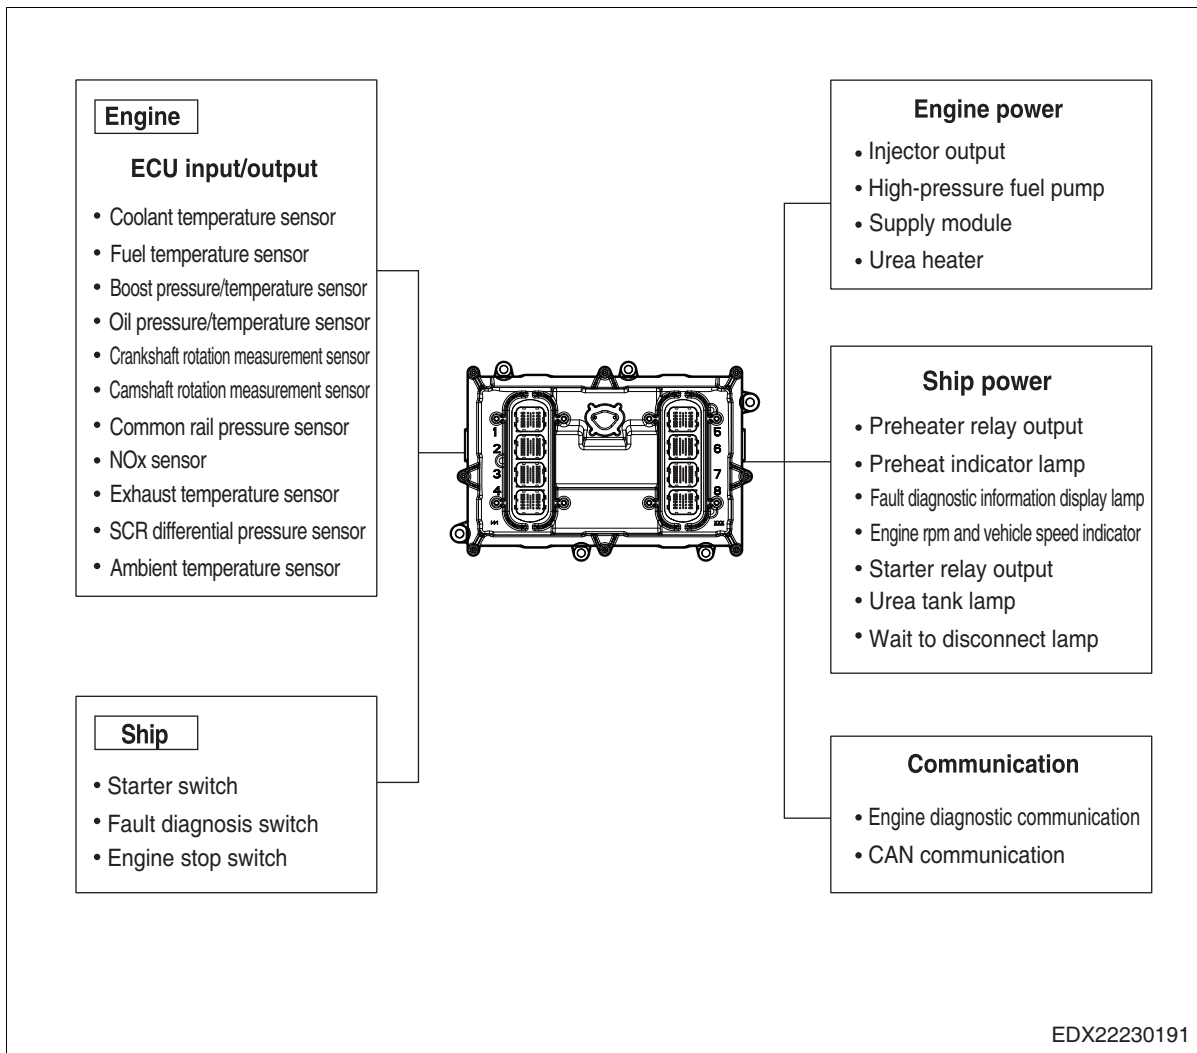 Engine
ECU input/output
• Coolant temperature sensor
• Fuel temperature sensor
• Boost pressure/temperature sensor
• Oil pressure/temperature sensor
• Crankshaft rotation measurement sensor
• Camshaft rotation measurement sensor
• Common rail pressure sensor
• NOx sensor
• Exhaust temperature sensor
• SCR differential pressure sensor
• Ambient temperature sensor
Ship
• Starter switch
• Fault diagnosis switch
• Engine stop switch
1
2
3
4
5
6
7
8
Engine power
• Injector output
• High-pressure fuel pump
• Supply module
• Urea heater
Ship power
• Preheater relay output
• Preheat indicator lamp
• Fault diagnostic information display lamp
• Engine rpm and vehicle speed indicator
• Starter relay output
• Urea tank lamp
• Wait to disconnect lamp
Communication
• Engine diagnostic communication
• CAN communication
EDX22230191